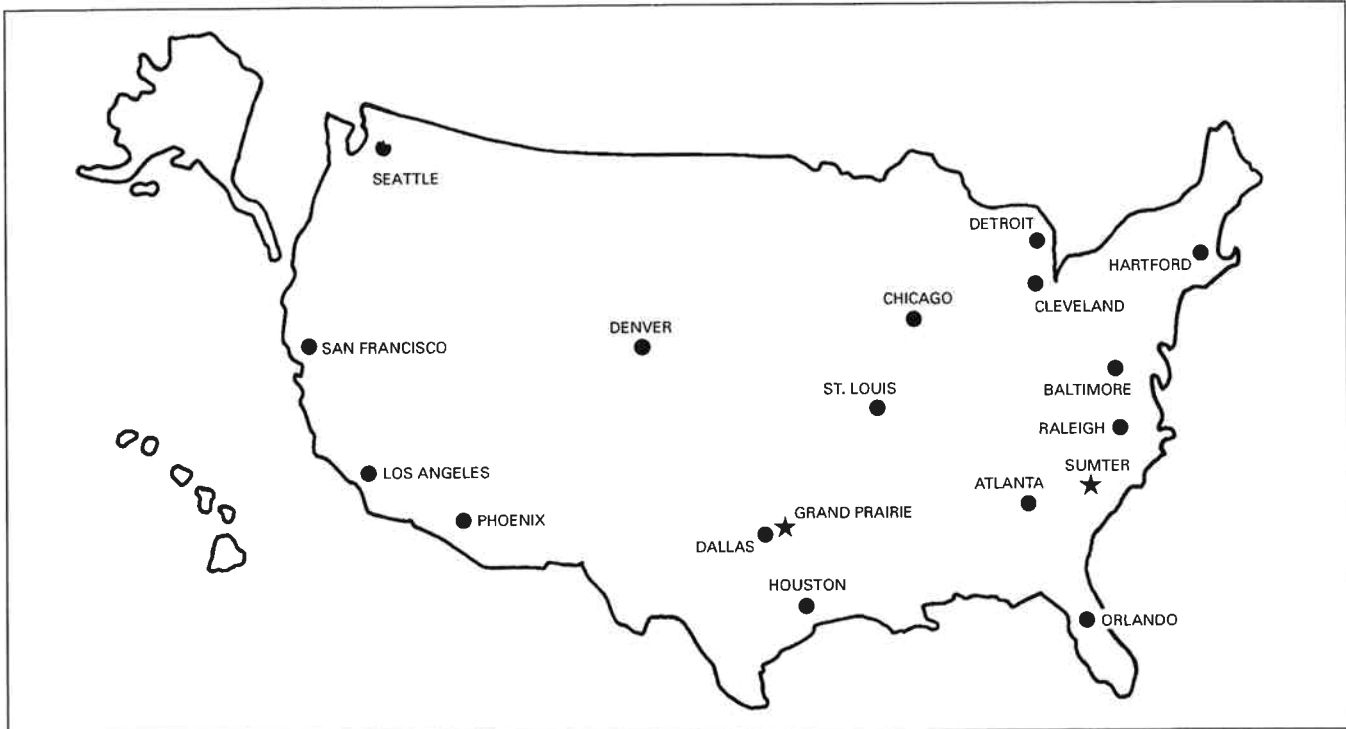 SEATTLE
DETROIT
HARTFORD
CHICAGO
CLEVELAND
DENVER
SAN FRANCISCO
ST. LOUIS
BALTIMORE
RALEIGH
SUMTER
LOS ANGELES
ATLANTA
PHOENIX
GRAND PRAIRIE
DALLAS
HOUSTON
ORLANDO